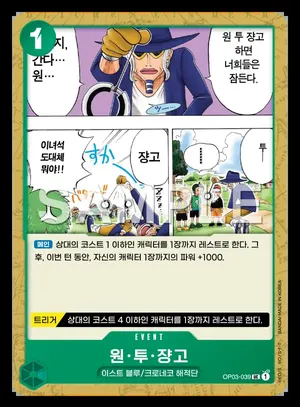 1
지,
간다…
원…
원 투 쟝고
하면
너희들은
잠든다.
이녀석
도대체
뭐야!!
すか
쟝고
………
투
SAMPLE
메인 상대의 코스트 1 이하인 캐릭터를 1장까지 레스트로 한다. 그
후, 이번 턴 동안, 자신의 캐릭터 1장까지의 파워 +1000.
트리거 상대의 코스트 4 이하인 캐릭터를 1장까지 레스트로 한다.
EVENT
원·투·쟝고
이스트 블루/크로네코 해적단
OP03-039 UC 1